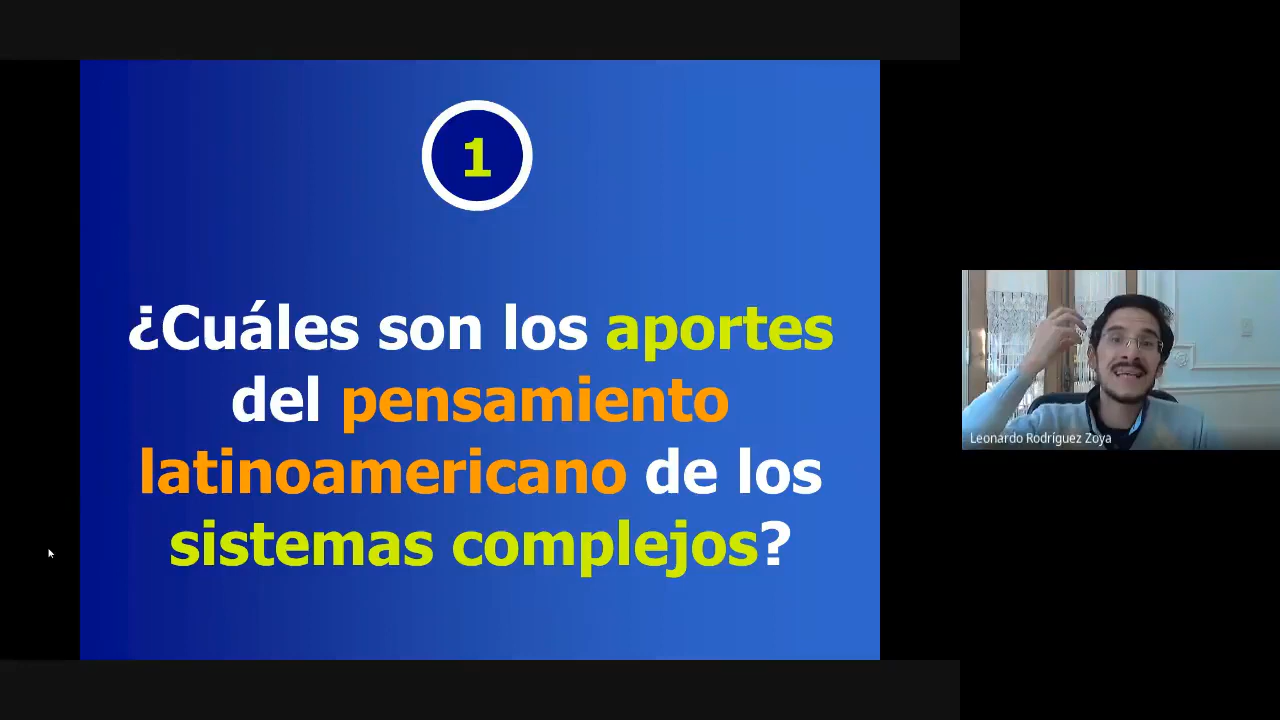 1
¿Cuáles son los aportes
del pensamiento
latinoamericano de los
sistemas complejos?
Leonardo Rodríguez Zoya